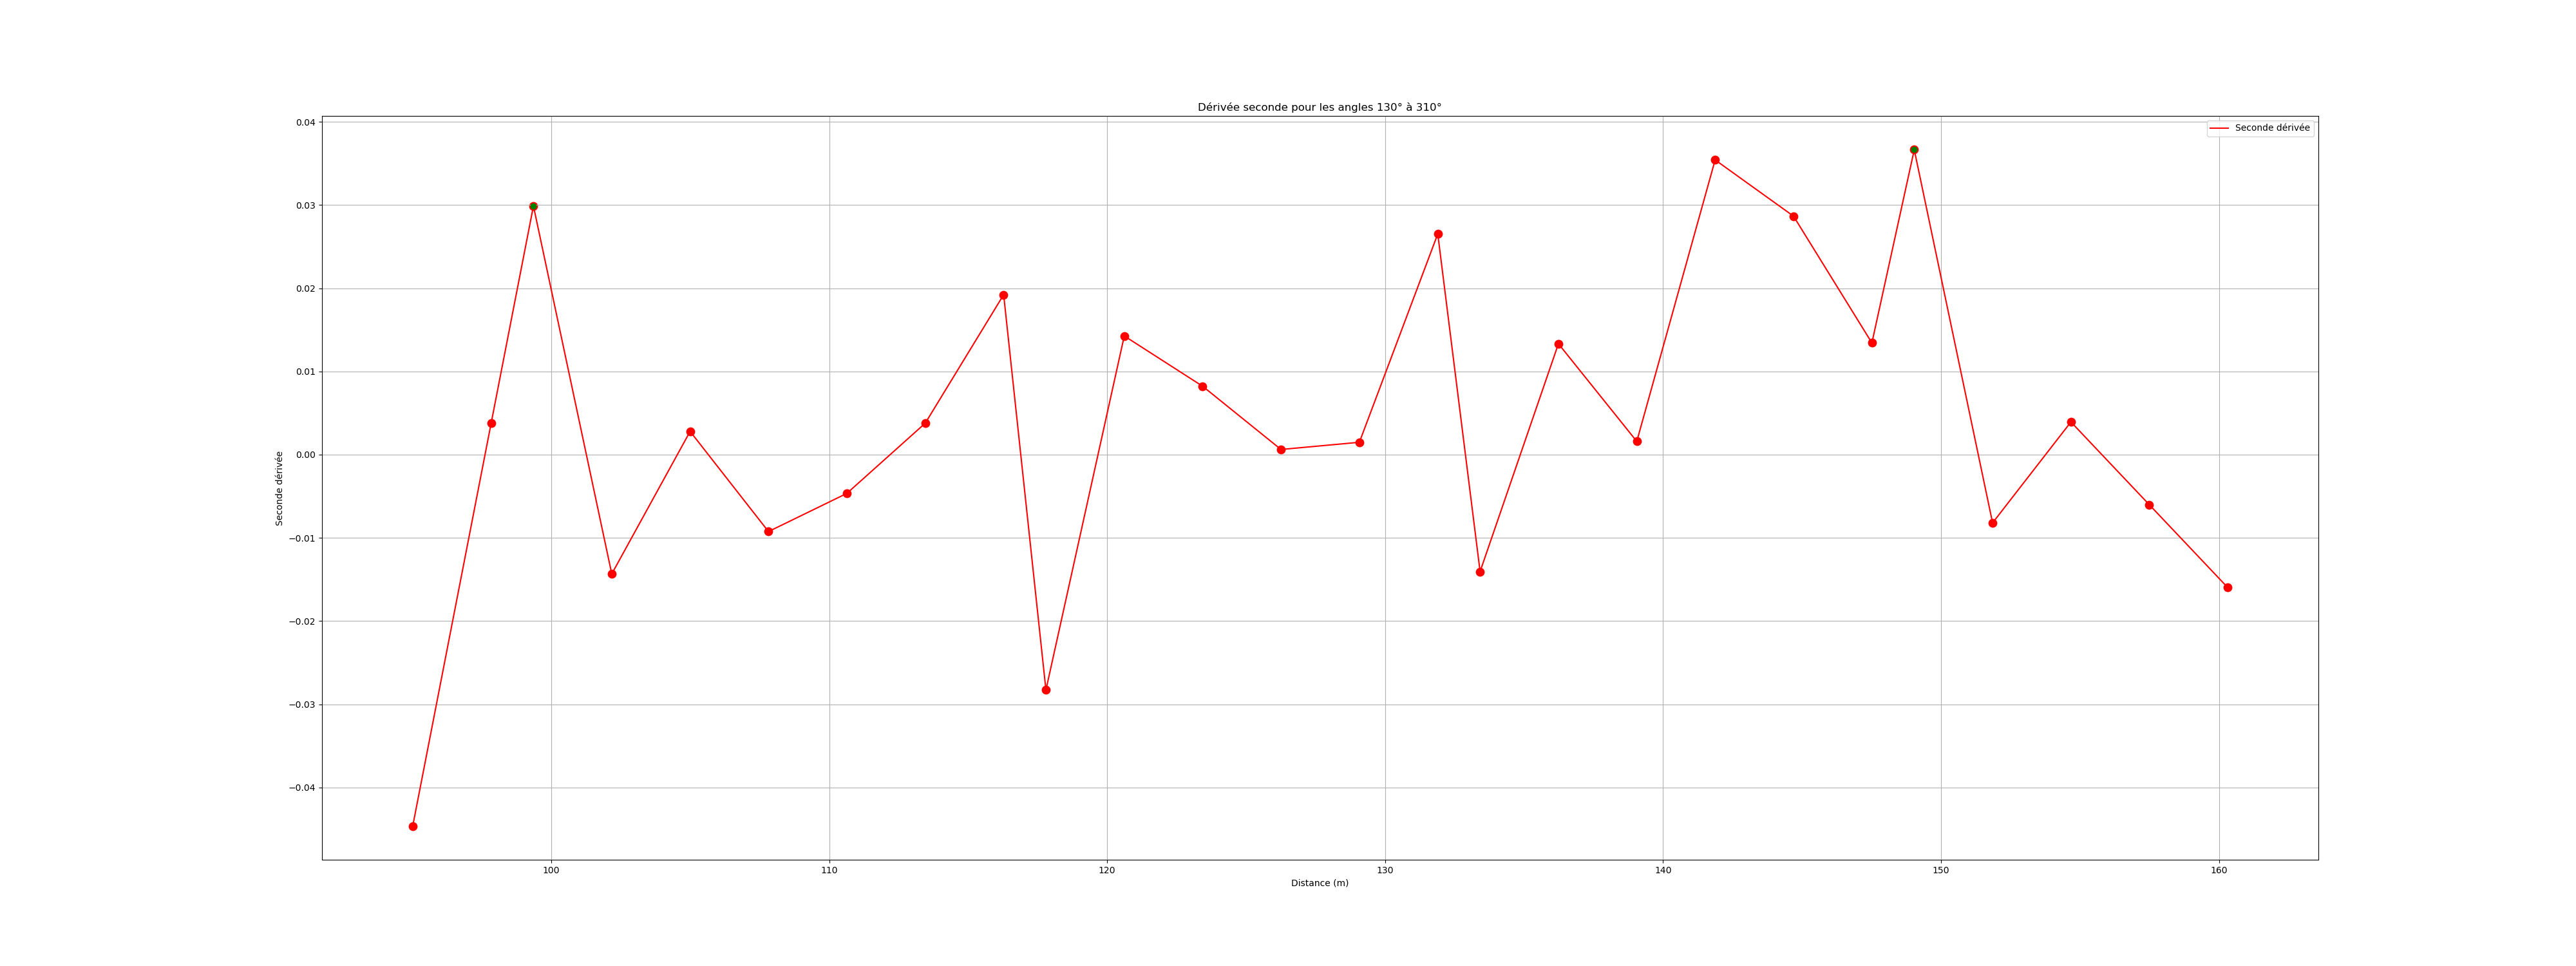 Dérivée seconde pour les angles 130° à 310°
Seconde dérivée
0.04
0.03
0.02
0.01
0.00
−0.01
−0.02
−0.03
−0.04
Seconde dérivée
100 110 120 130 140 150 160
Distance (m)